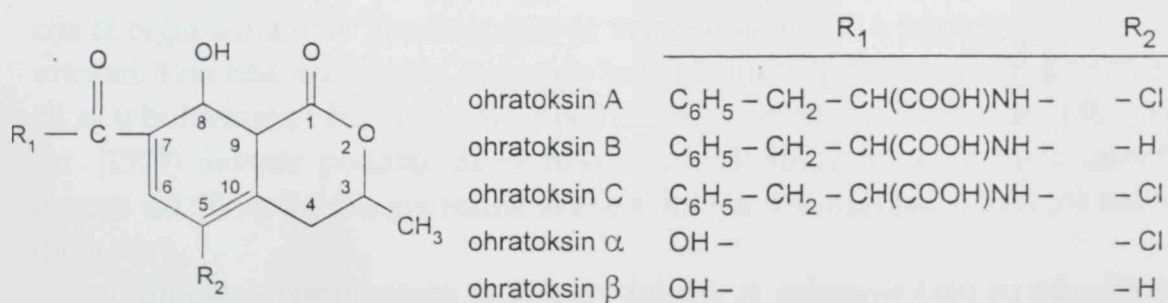 R₁ R₂
O OH O
R₁ – C 8 1
7 9 O 2
6 10 3
5 4 CH₃
R₂
ohratoksin A C₆H₅ – CH₂ – CH(COOH)NH – – Cl
ohratoksin B C₆H₅ – CH₂ – CH(COOH)NH – – H
ohratoksin C C₆H₅ – CH₂ – CH(COOH)NH – – Cl
ohratoksin α OH – – Cl
ohratoksin β OH – – H